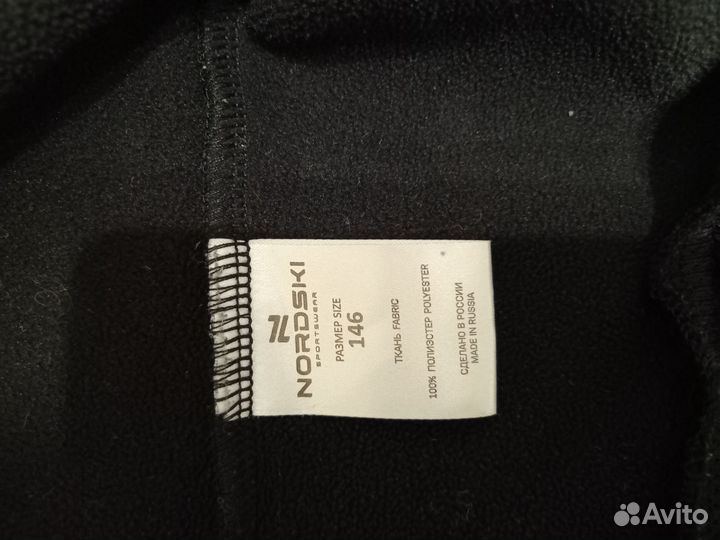 NORDSKI
SPORTSWEAR
РАЗМЕР SIZE
146
ТКАНЬ FABRIC
100% ПОЛИЭСТЕР POLYESTER
СДЕЛАНО В РОССИИ
MADE IN RUSSIA
Avito